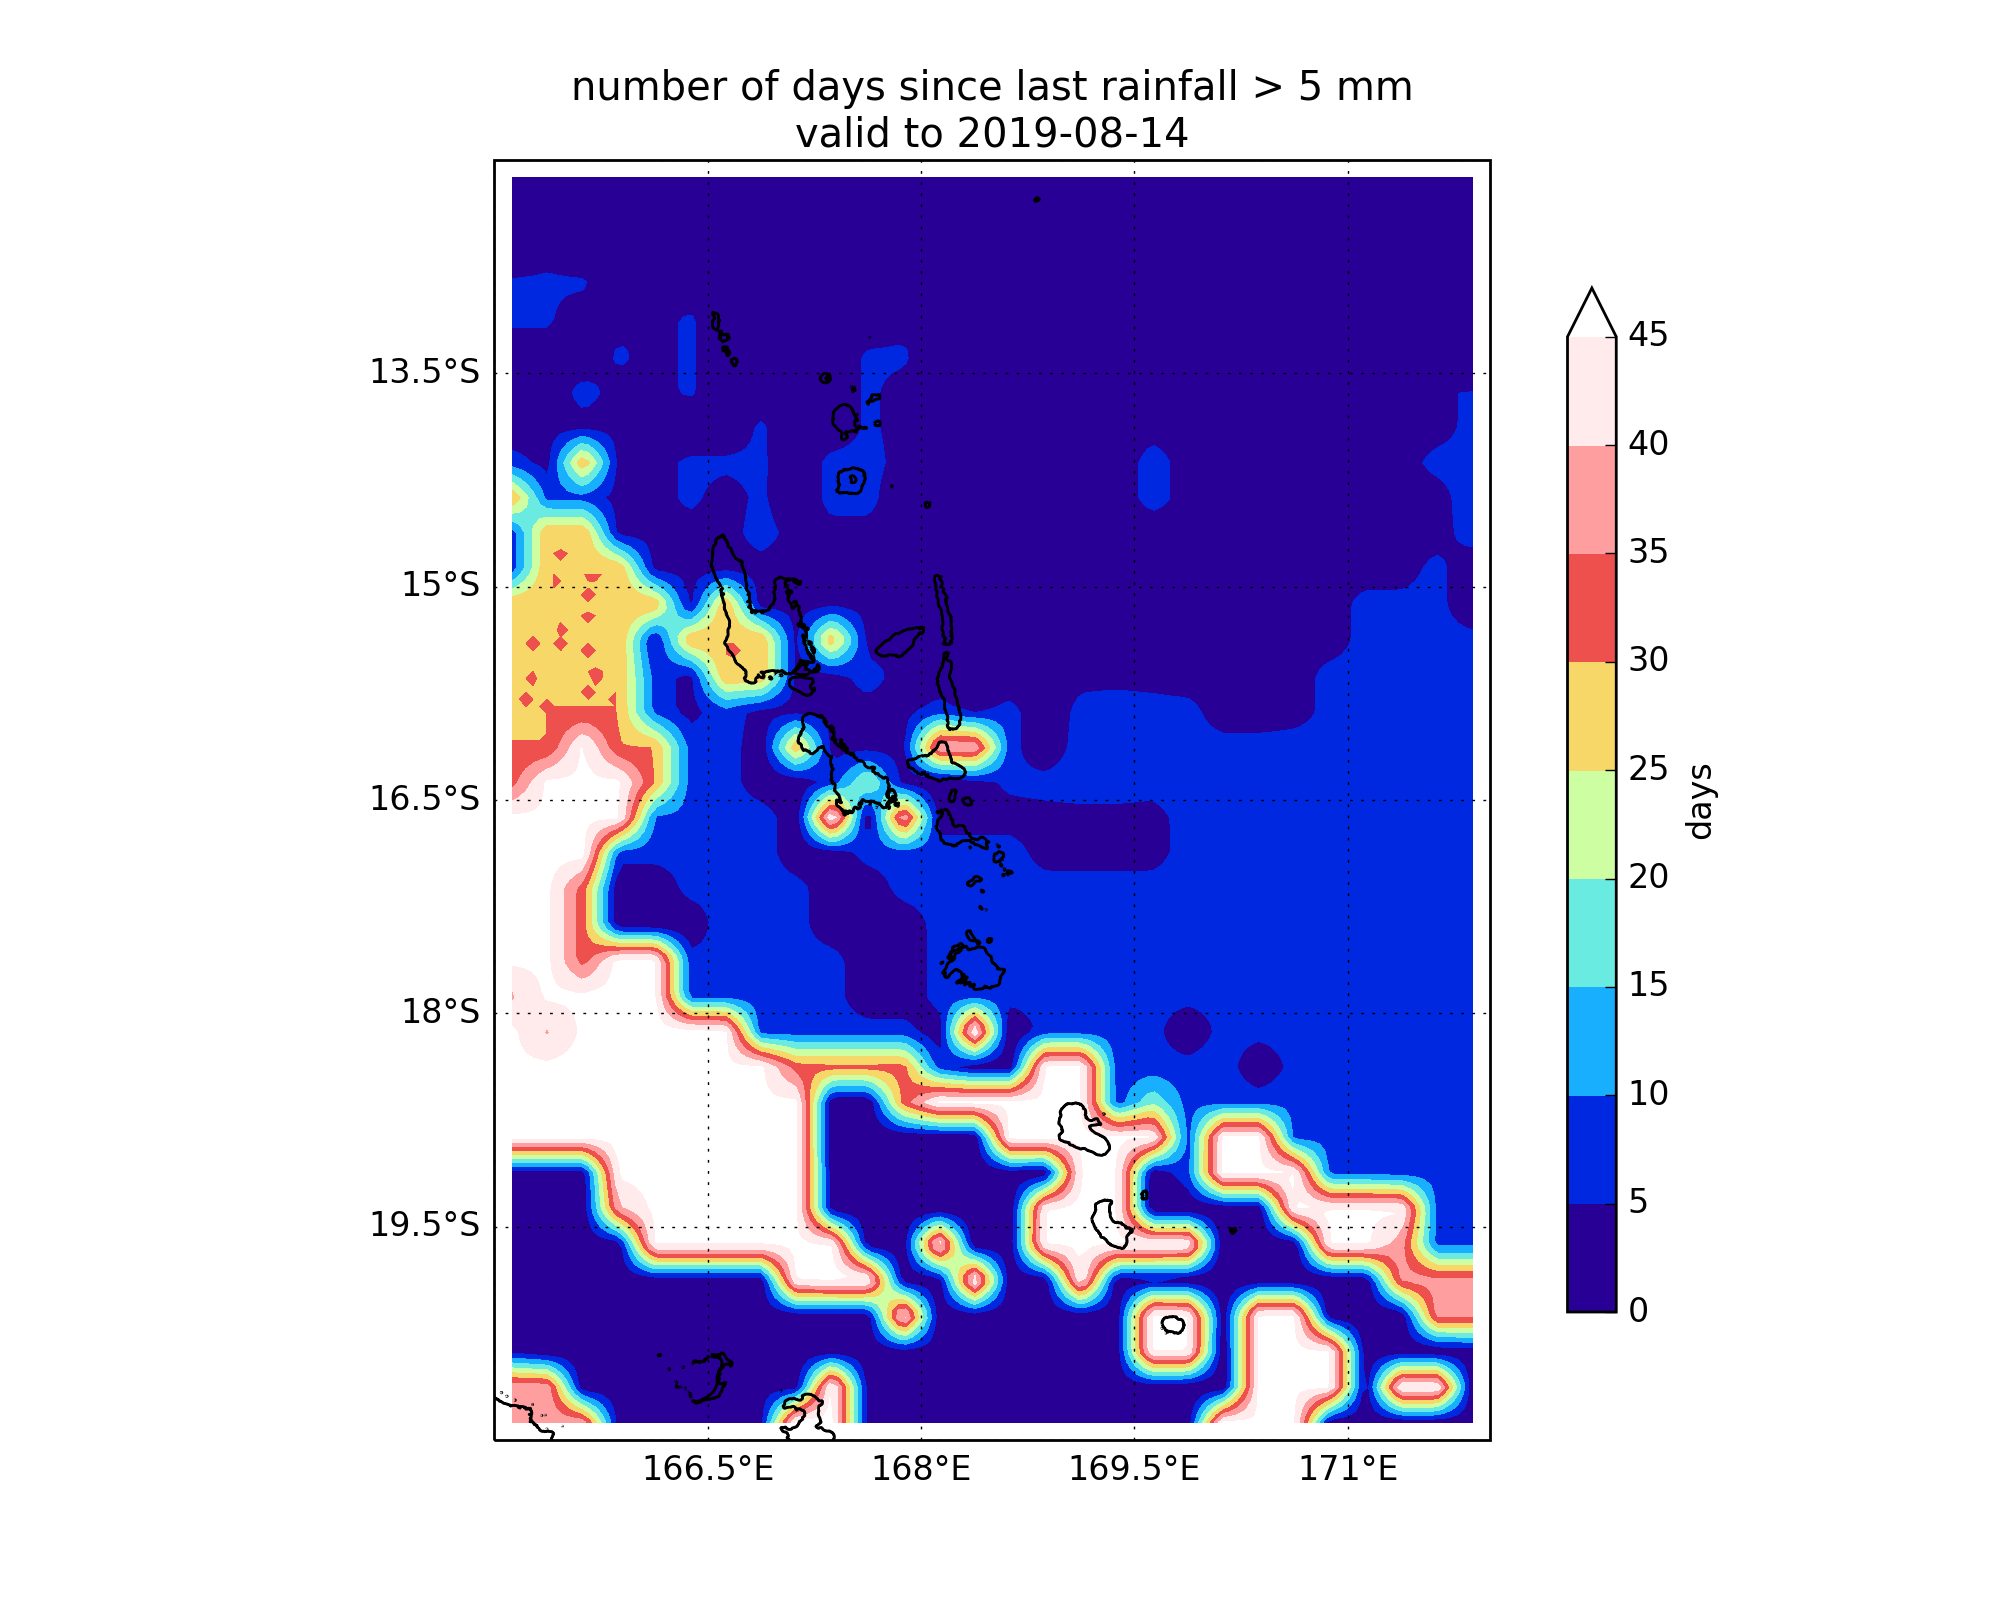 number of days since last rainfall > 5 mm
valid to 2019-08-14
13.5°S
15°S
16.5°S
18°S
19.5°S
166.5°E
168°E
169.5°E
171°E
45
40
35
30
25
20
15
10
5
0
days